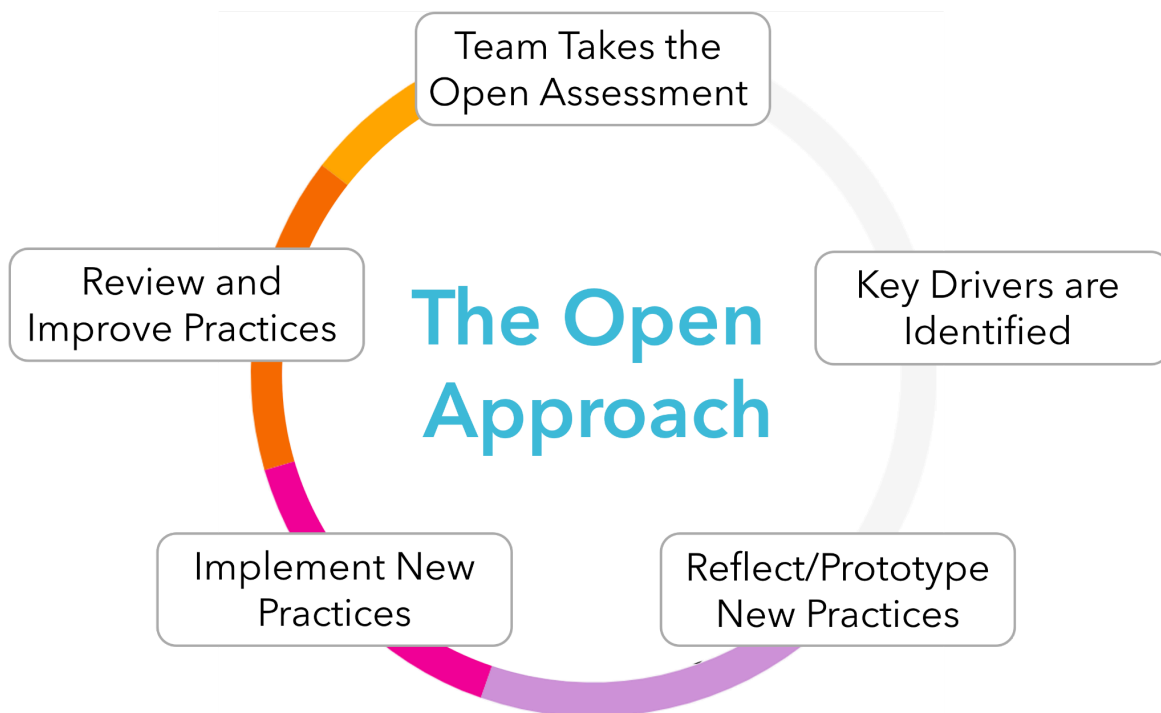 Team Takes the
Open Assessment
Key Drivers are
Identified
Reflect/Prototype
New Practices
Implement New
Practices
Review and
Improve Practices
The Open
Approach